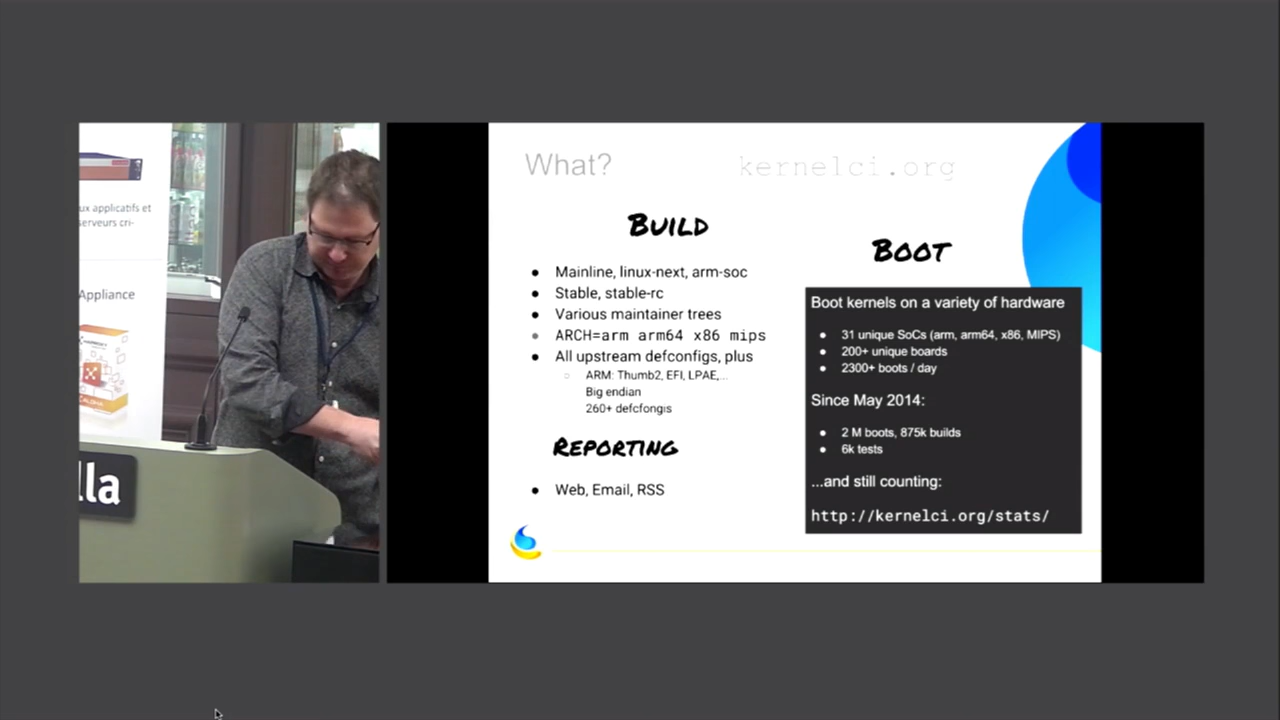 ux applicatifs et
serveurs cri-
Appliance
lla
What?
kernelci.org
BUILD
● Mainline, linux-next, arm-soc
● Stable, stable-rc
● Various maintainer trees
● ARCH=arm arm64 x86 mips
● All upstream defconfigs, plus
○ ARM: Thumb2, EFI, LPAE,...
Big endian
260+ defcfongis
REPORTING
● Web, Email, RSS
BOOT
Boot kernels on a variety of hardware
● 31 unique SoCs (arm, arm64, x86, MIPS)
● 200+ unique boards
● 2300+ boots / day
Since May 2014:
● 2 M boots, 875k builds
● 6k tests
...and still counting:
http://kernelci.org/stats/